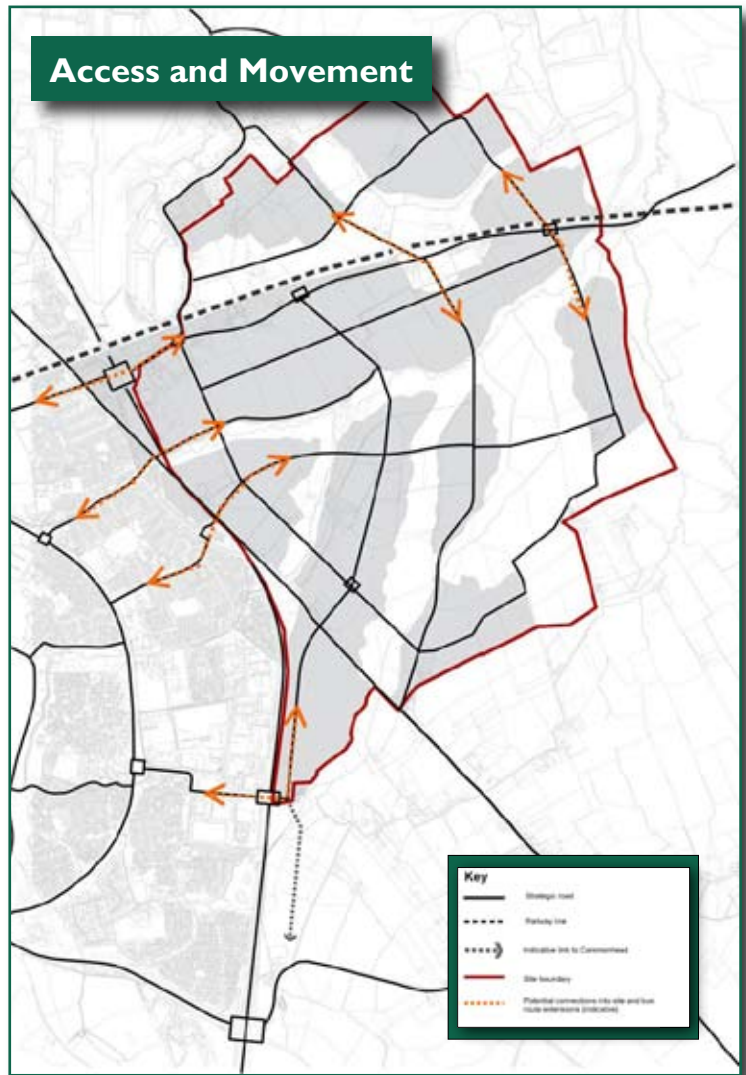 Access and Movement
Key
Strategic road
Railway line
Indicative link to Commonhead
Site boundary
Potential connections into site and bus
route extensions (indicative)